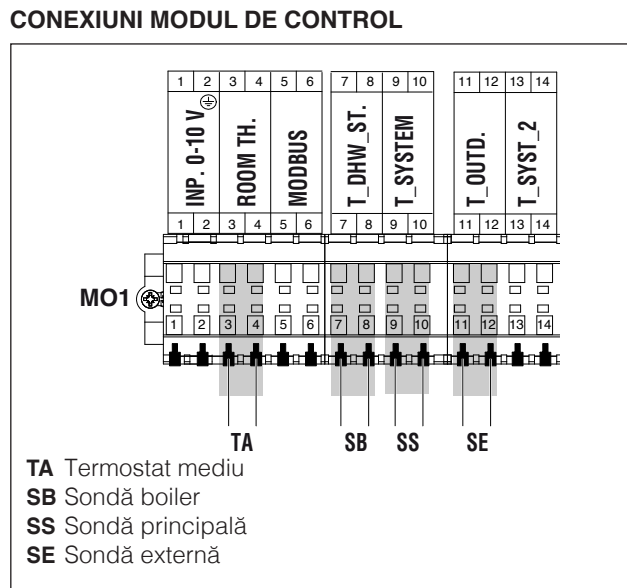 CONEXIUNI MODUL DE CONTROL
1 2 3 4 5 6 7 8 9 10 11 12 13 14
INP. 0-10 V
ROOM TH.
MODBUS
T_DHW_ST.
T_SYSTEM
T_OUTD.
T_SYST_2
1 2 3 4 5 6 7 8 9 10 11 12 13 14
MO1
1 2 3 4 5 6 7 8 9 10 11 12 13 14
TA SB SS SE
TA Termostat mediu
SB Sondă boiler
SS Sondă principală
SE Sondă externă